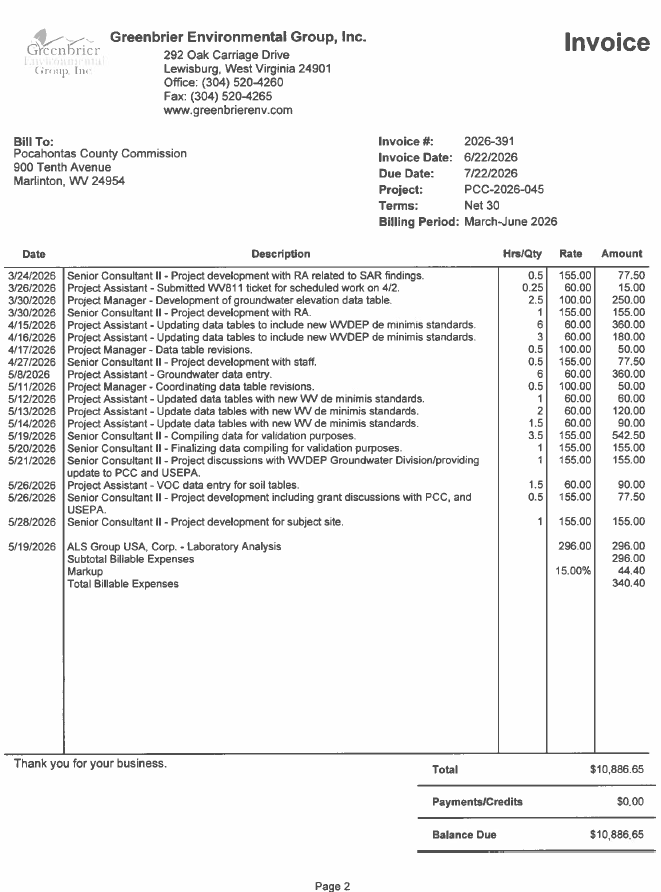 Greenbrier
Environmental
Group, Inc
Greenbrier Environmental Group, Inc.
292 Oak Carriage Drive
Lewisburg, West Virginia 24901
Office: (304) 520-4260
Fax: (304) 520-4265
www.greenbrierenv.com
Invoice
Bill To:
Pocahontas County Commission
900 Tenth Avenue
Marlinton, WV 24954
Invoice #: 2026-391
Invoice Date: 6/22/2026
Due Date: 7/22/2026
Project: PCC-2026-045
Terms: Net 30
Billing Period: March-June 2026
Date Description Hrs/Qty Rate Amount
3/24/2026 Senior Consultant II - Project development with RA related to SAR findings. 0.5 155.00 77.50
3/26/2026 Project Assistant - Submitted WV811 ticket for scheduled work on 4/2. 0.25 60.00 15.00
3/30/2026 Project Manager - Development of groundwater elevation data table. 2.5 100.00 250.00
3/30/2026 Senior Consultant II - Project development with RA. 1 155.00 155.00
4/15/2026 Project Assistant - Updating data tables to include new WVDEP de minimis standards. 6 60.00 360.00
4/16/2026 Project Assistant - Updating data tables to include new WVDEP de minimis standards. 3 60.00 180.00
4/17/2026 Project Manager - Data table revisions. 0.5 100.00 50.00
4/27/2026 Senior Consultant II - Project development with staff. 0.5 155.00 77.50
5/8/2026 Project Assistant - Groundwater data entry. 6 60.00 360.00
5/11/2026 Project Manager - Coordinating data table revisions. 0.5 100.00 50.00
5/12/2026 Project Assistant - Updated data tables with new WV de minimis standards. 1 60.00 60.00
5/13/2026 Project Assistant - Update data tables with new WV de minimis standards. 2 60.00 120.00
5/14/2026 Project Assistant - Update data tables with new WV de minimis standards. 1.5 60.00 90.00
5/19/2026 Senior Consultant II - Compiling data for validation purposes. 3.5 155.00 542.50
5/20/2026 Senior Consultant II - Finalizing data compiling for validation purposes. 1 155.00 155.00
5/21/2026 Senior Consultant II - Project discussions with WVDEP Groundwater Division/providing 1 155.00 155.00
update to PCC and USEPA.
5/26/2026 Project Assistant - VOC data entry for soil tables. 1.5 60.00 90.00
5/26/2026 Senior Consultant II - Project development including grant discussions with PCC, and 0.5 155.00 77.50
USEPA.
5/28/2026 Senior Consultant II - Project development for subject site. 1 155.00 155.00
5/19/2026 ALS Group USA, Corp. - Laboratory Analysis 296.00 296.00
Subtotal Billable Expenses 296.00
Markup 15.00% 44.40
Total Billable Expenses 340.40
Thank you for your business.
Total $10,886.65
Payments/Credits $0.00
Balance Due $10,886.65
Page 2